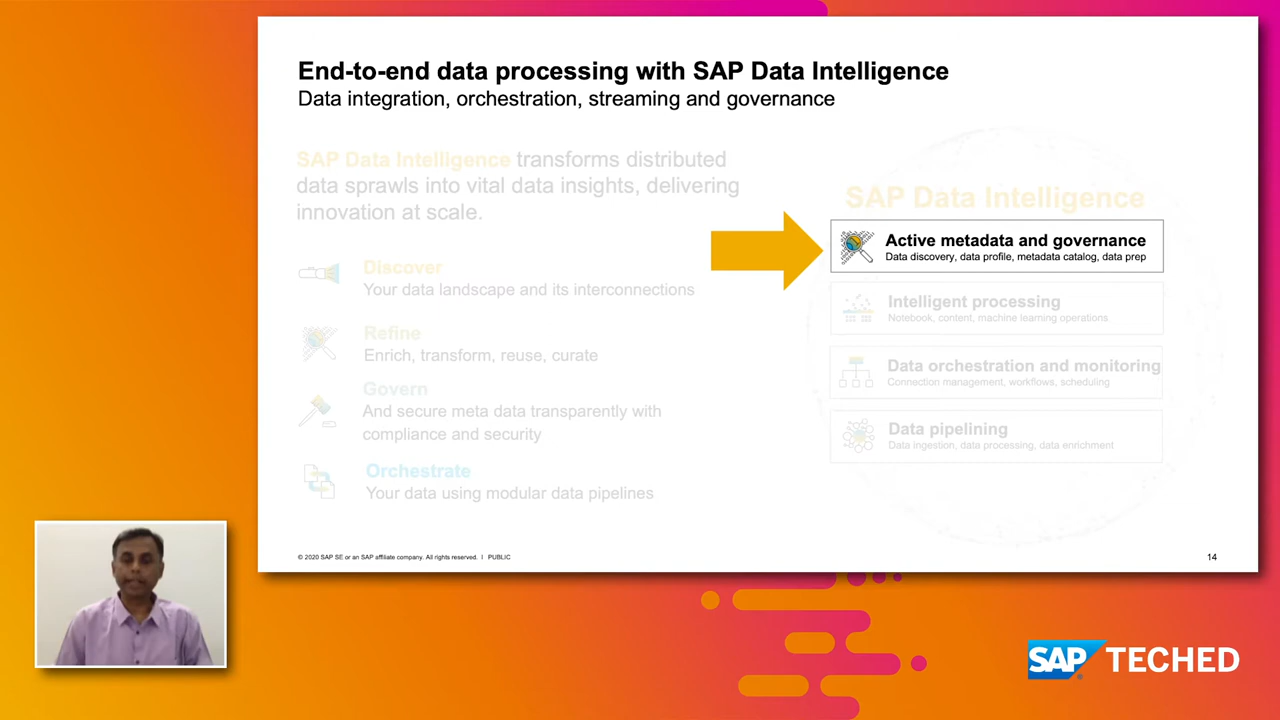 End-to-end data processing with SAP Data Intelligence
Data integration, orchestration, streaming and governance
SAP Data Intelligence transforms distributed
data sprawls into vital data insights, delivering
innovation at scale.
Discover
Your data landscape and its interconnections
Refine
Enrich, transform, reuse, curate
Govern
And secure meta data transparently with
compliance and security
Orchestrate
Your data using modular data pipelines
SAP Data Intelligence
Active metadata and governance
Data discovery, data profile, metadata catalog, data prep
Intelligent processing
Notebook, content, machine learning operations
Data orchestration and monitoring
Connection management, workflows, scheduling
Data pipelining
Data ingestion, data processing, data enrichment
© 2020 SAP SE or an SAP affiliate company. All rights reserved. I PUBLIC
14
SAP® TECHED